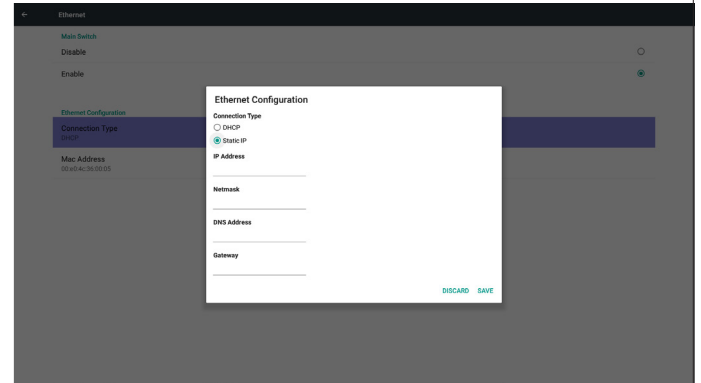 Ethernet
Main Switch
Disable
Enable
Ethernet Configuration
Connection Type
DHCP
Mac Address
00:e0:4c:36:00:05
Ethernet Configuration
Connection Type
DHCP
Static IP
IP Address
Netmask
DNS Address
Gateway
DISCARD SAVE